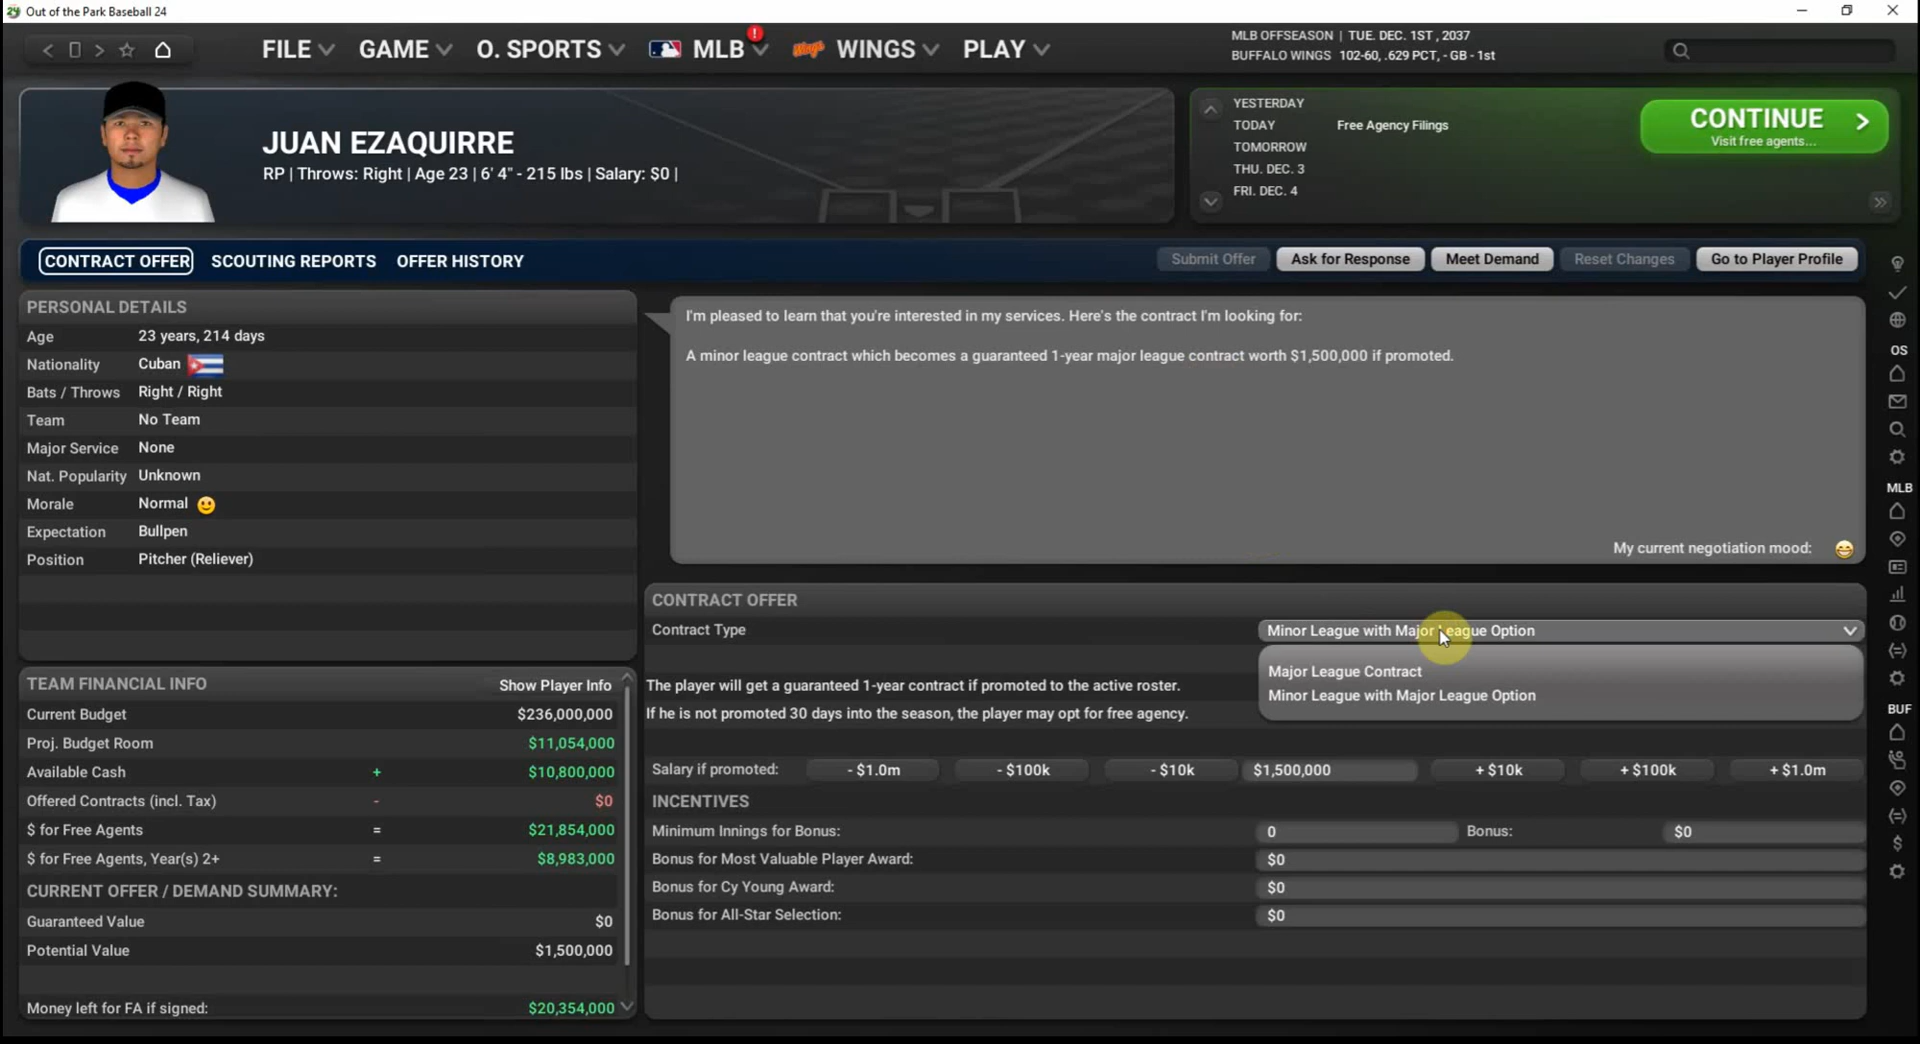 24 Out of the Park Baseball 24
FILE GAME O. SPORTS MLB ! Wings WINGS PLAY
MLB OFFSEASON | TUE. DEC. 1ST , 2037
BUFFALO WINGS 102-60, .629 PCT, - GB - 1st
JUAN EZAQUIRRE
RP | Throws: Right | Age 23 | 6' 4" - 215 lbs | Salary: $0 |
YESTERDAY
TODAY Free Agency Filings
TOMORROW
THU. DEC. 3
FRI. DEC. 4
CONTINUE
Visit free agents...
CONTRACT OFFER SCOUTING REPORTS OFFER HISTORY
Submit Offer Ask for Response Meet Demand Reset Changes Go to Player Profile
PERSONAL DETAILS
Age 23 years, 214 days
Nationality Cuban
Bats / Throws Right / Right
Team No Team
Major Service None
Nat. Popularity Unknown
Morale Normal
Expectation Bullpen
Position Pitcher (Reliever)
I'm pleased to learn that you're interested in my services. Here's the contract I'm looking for:
A minor league contract which becomes a guaranteed 1-year major league contract worth $1,500,000 if promoted.
My current negotiation mood:
TEAM FINANCIAL INFO Show Player Info
Current Budget $236,000,000
Proj. Budget Room $11,054,000
Available Cash + $10,800,000
Offered Contracts (incl. Tax) - $0
$ for Free Agents = $21,854,000
$ for Free Agents, Year(s) 2+ = $8,983,000
CURRENT OFFER / DEMAND SUMMARY:
Guaranteed Value $0
Potential Value $1,500,000
Money left for FA if signed: $20,354,000
CONTRACT OFFER
Contract Type Minor League with Major League Option
Major League Contract
Minor League with Major League Option
The player will get a guaranteed 1-year contract if promoted to the active roster.
If he is not promoted 30 days into the season, the player may opt for free agency.
Salary if promoted: - $1.0m - $100k - $10k $1,500,000 + $10k + $100k + $1.0m
INCENTIVES
Minimum Innings for Bonus: 0 Bonus: $0
Bonus for Most Valuable Player Award: $0
Bonus for Cy Young Award: $0
Bonus for All-Star Selection: $0
OS
MLB
BUF